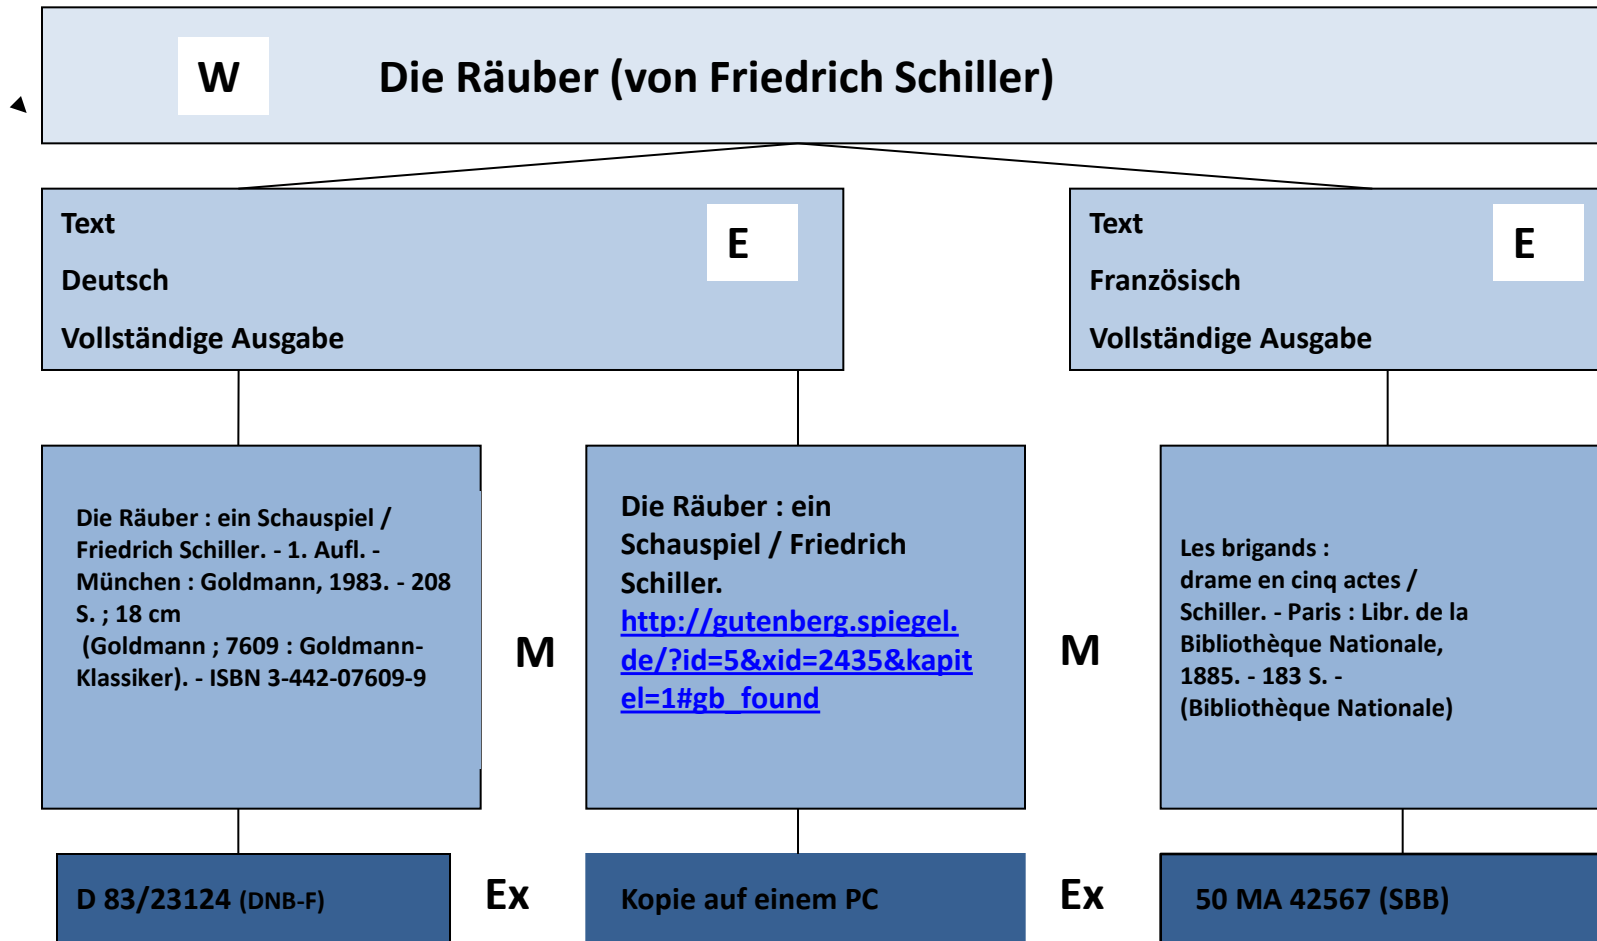 W
Die Räuber (von Friedrich Schiller)
Text
Deutsch
Vollständige Ausgabe
E
Text
Französisch
Vollständige Ausgabe
E
Die Räuber : ein Schauspiel /
Friedrich Schiller. - 1. Aufl. -
München : Goldmann, 1983. - 208
S. ; 18 cm
(Goldmann ; 7609 : Goldmann-
Klassiker). - ISBN 3-442-07609-9
M
Die Räuber : ein
Schauspiel / Friedrich
Schiller.
http://gutenberg.spiegel.
de/?id=5&xid=2435&kapit
el=1#gb_found
M
Les brigands :
drame en cinq actes /
Schiller. - Paris : Libr. de la
Bibliothèque Nationale,
1885. - 183 S. -
(Bibliothèque Nationale)
D 83/23124 (DNB-F)
Ex
Kopie auf einem PC
Ex
50 MA 42567 (SBB)